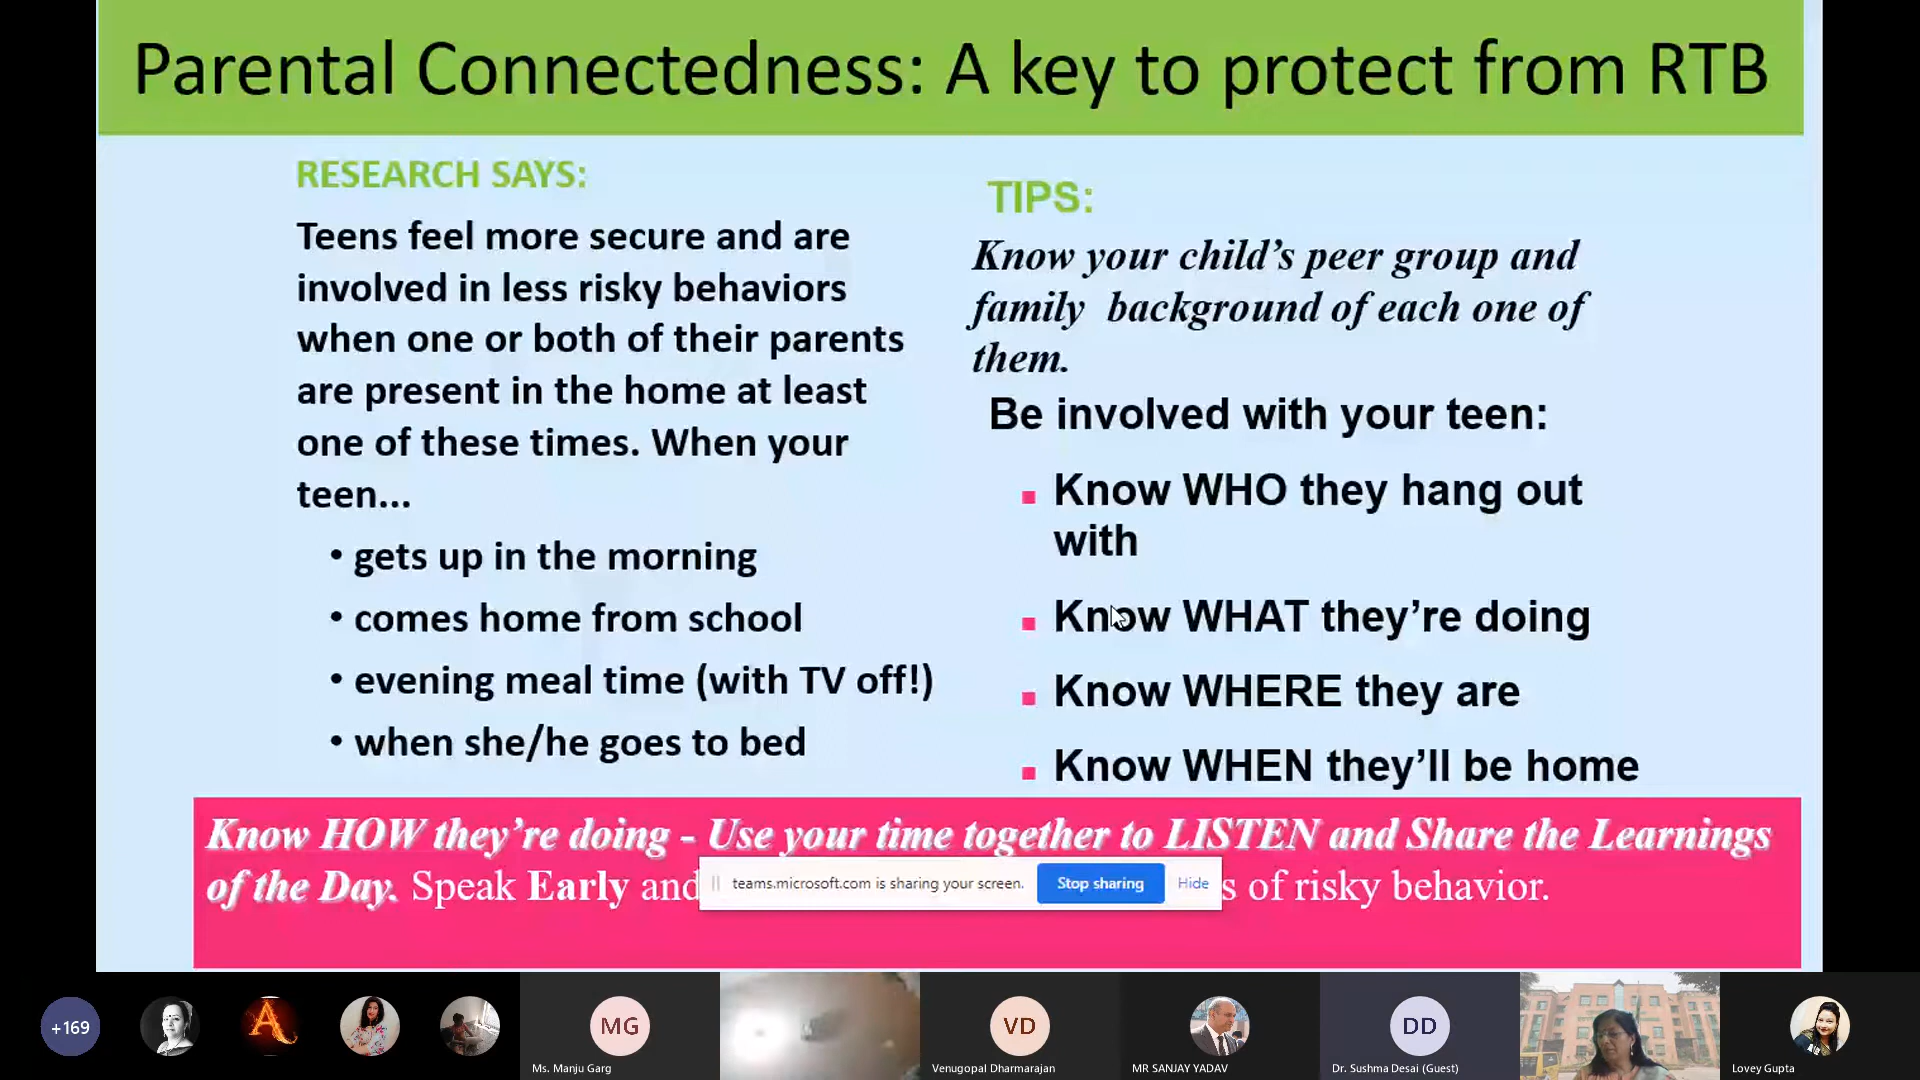 Parental Connectedness: A key to protect from RTB
RESEARCH SAYS:
Teens feel more secure and are
involved in less risky behaviors
when one or both of their parents
are present in the home at least
one of these times. When your
teen...
• gets up in the morning
• comes home from school
• evening meal time (with TV off!)
• when she/he goes to bed
TIPS:
Know your child’s peer group and
family background of each one of
them.
Be involved with your teen:
Know WHO they hang out
with
Know WHAT they’re doing
Know WHERE they are
Know WHEN they’ll be home
Know HOW they’re doing - Use your time together to LISTEN and Share the Learnings
of the Day. Speak Early and s of risky behavior.
teams.microsoft.com is sharing your screen.
Stop sharing
Hide
+169
A
MG
Ms. Manju Garg
VD
Venugopal Dharmarajan
MR SANJAY YADAV
DD
Dr. Sushma Desai (Guest)
Lovey Gupta